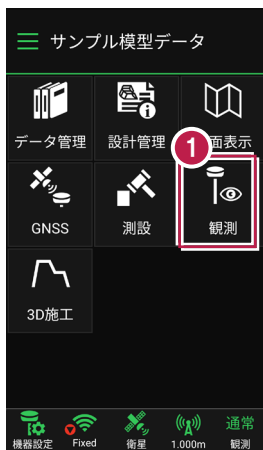 サンプル模型データ
データ管理 設計管理 面表示
1
GNSS 測設 観測
3D施工
通常
機器設定 Fixed 衛星 1.000m 観測